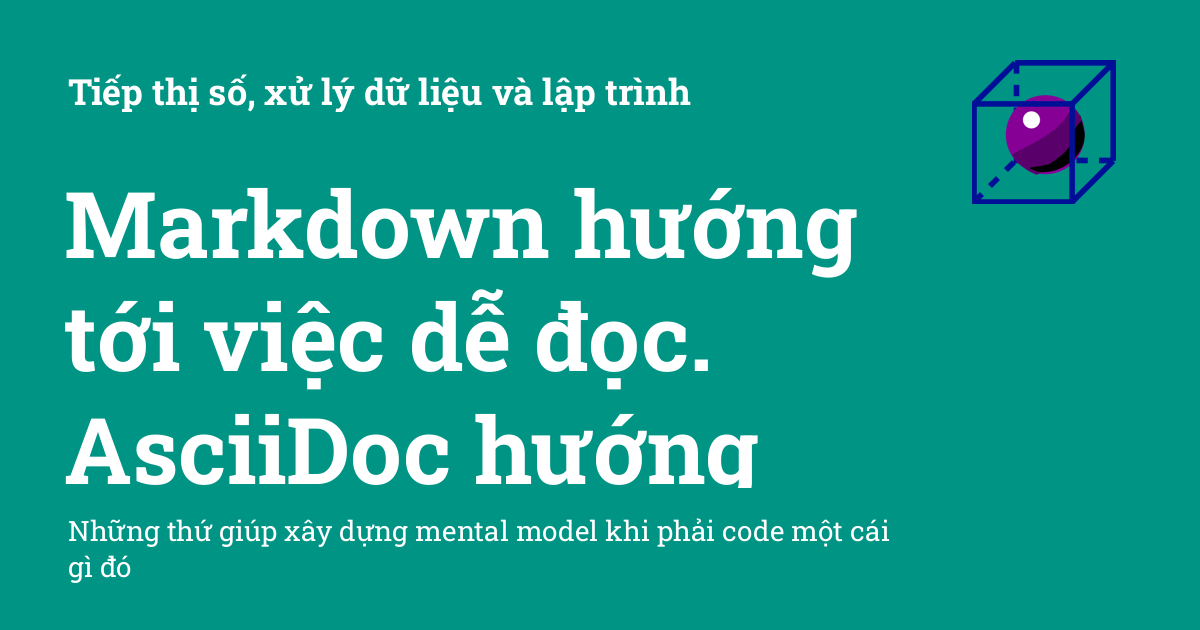 Tiếp thị số, xử lý dữ liệu và lập trình
Markdown hướng
tới việc dễ đọc.
AsciiDoc hướng
Những thứ giúp xây dựng mental model khi phải code một cái
gì đó